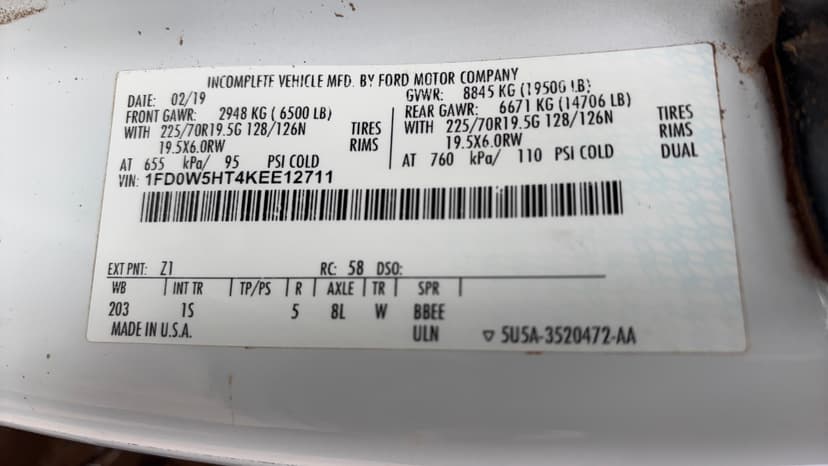 INCOMPLETE VEHICLE MFD. BY FORD MOTOR COMPANY
DATE: 02/19 GVWR: 8845 KG (19500 LB)
FRONT GAWR: 2948 KG ( 6500 LB) REAR GAWR: 6671 KG (14706 LB)
WITH 225/70R19.5G 128/126N TIRES WITH 225/70R19.5G 128/126N TIRES
19.5X6.0RW RIMS 19.5X6.0RW RIMS
AT 655 kPa/ 95 PSI COLD AT 760 kPa/ 110 PSI COLD DUAL
VIN: 1FD0W5HT4KEE12711
EXT PNT: Z1 RC: 58 DSO:
WB INT TR TP/PS R AXLE TR SPR
203 1S 5 8L W BBEE
MADE IN U.S.A. ULN ▽ 5U5A-3520472-AA